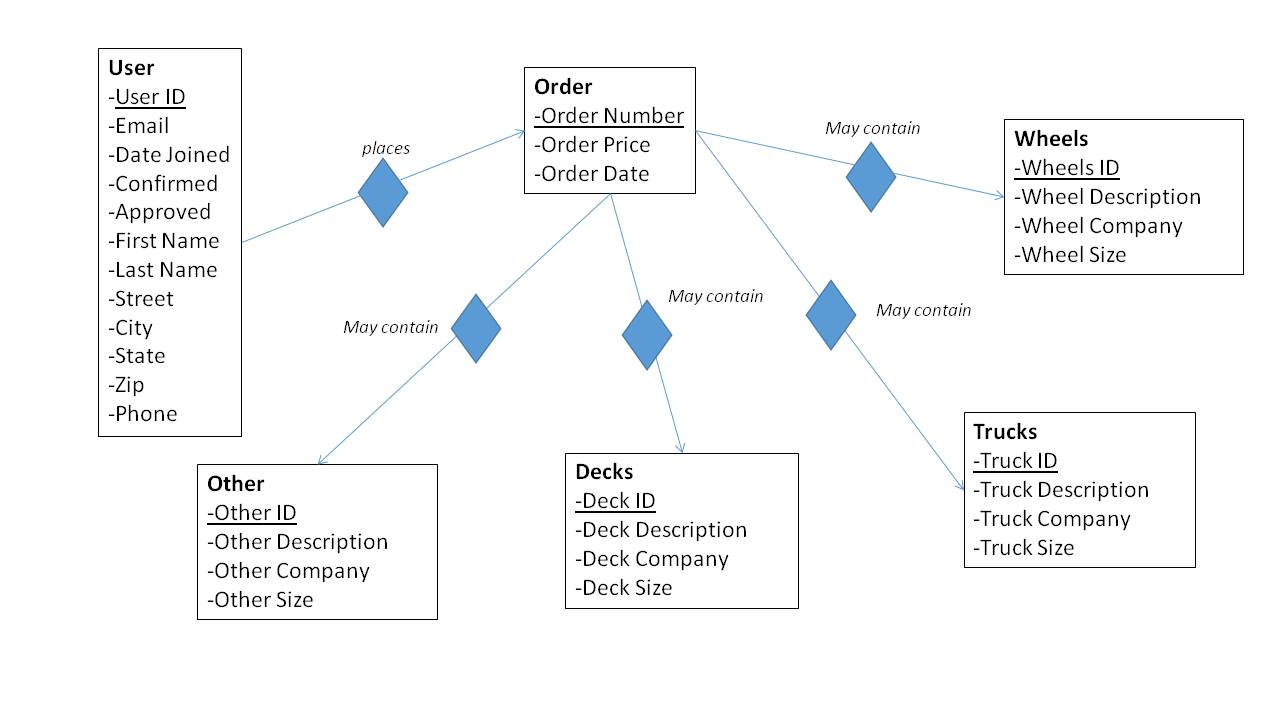 User
-User ID
-Email
-Date Joined
-Confirmed
-Approved
-First Name
-Last Name
-Street
-City
-State
-Zip
-Phone
places
Order
-Order Number
-Order Price
-Order Date
May contain
Wheels
-Wheels ID
-Wheel Description
-Wheel Company
-Wheel Size
May contain
May contain
May contain
Other
-Other ID
-Other Description
-Other Company
-Other Size
Decks
-Deck ID
-Deck Description
-Deck Company
-Deck Size
Trucks
-Truck ID
-Truck Description
-Truck Company
-Truck Size